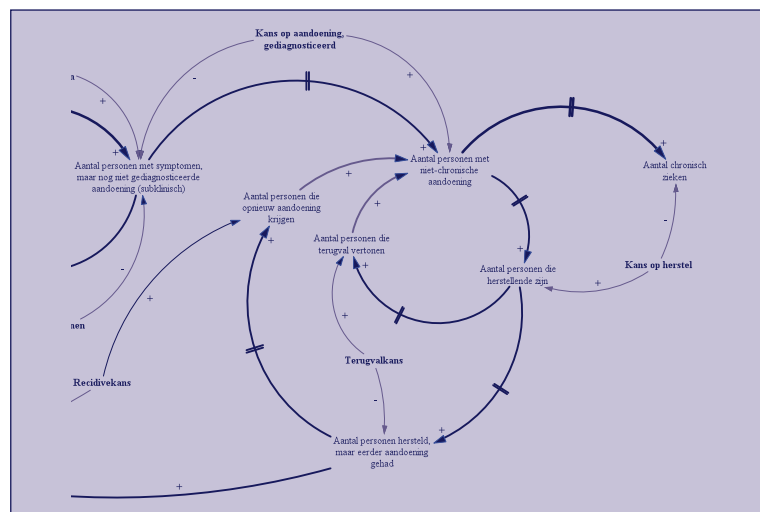 Kans op aandoening,
gediagnosticeerd
n
+
-
+
+
+
+
Aantal personen met symptomen,
maar nog niet gediagnosticeerde
aandoening (subklinisch)
Aantal personen met
niet-chronische
aandoening
Aantal chronisch
zieken
+
Aantal personen die
opnieuw aandoening
krijgen
+
-
+
Aantal personen die
terugval vertonen
+
+
Aantal personen die
herstellende zijn
Kans op herstel
-
+
+
+
nen
Terugvalkans
Recidivekans
-
+
Aantal personen hersteld,
maar eerder aandoening
gehad
+